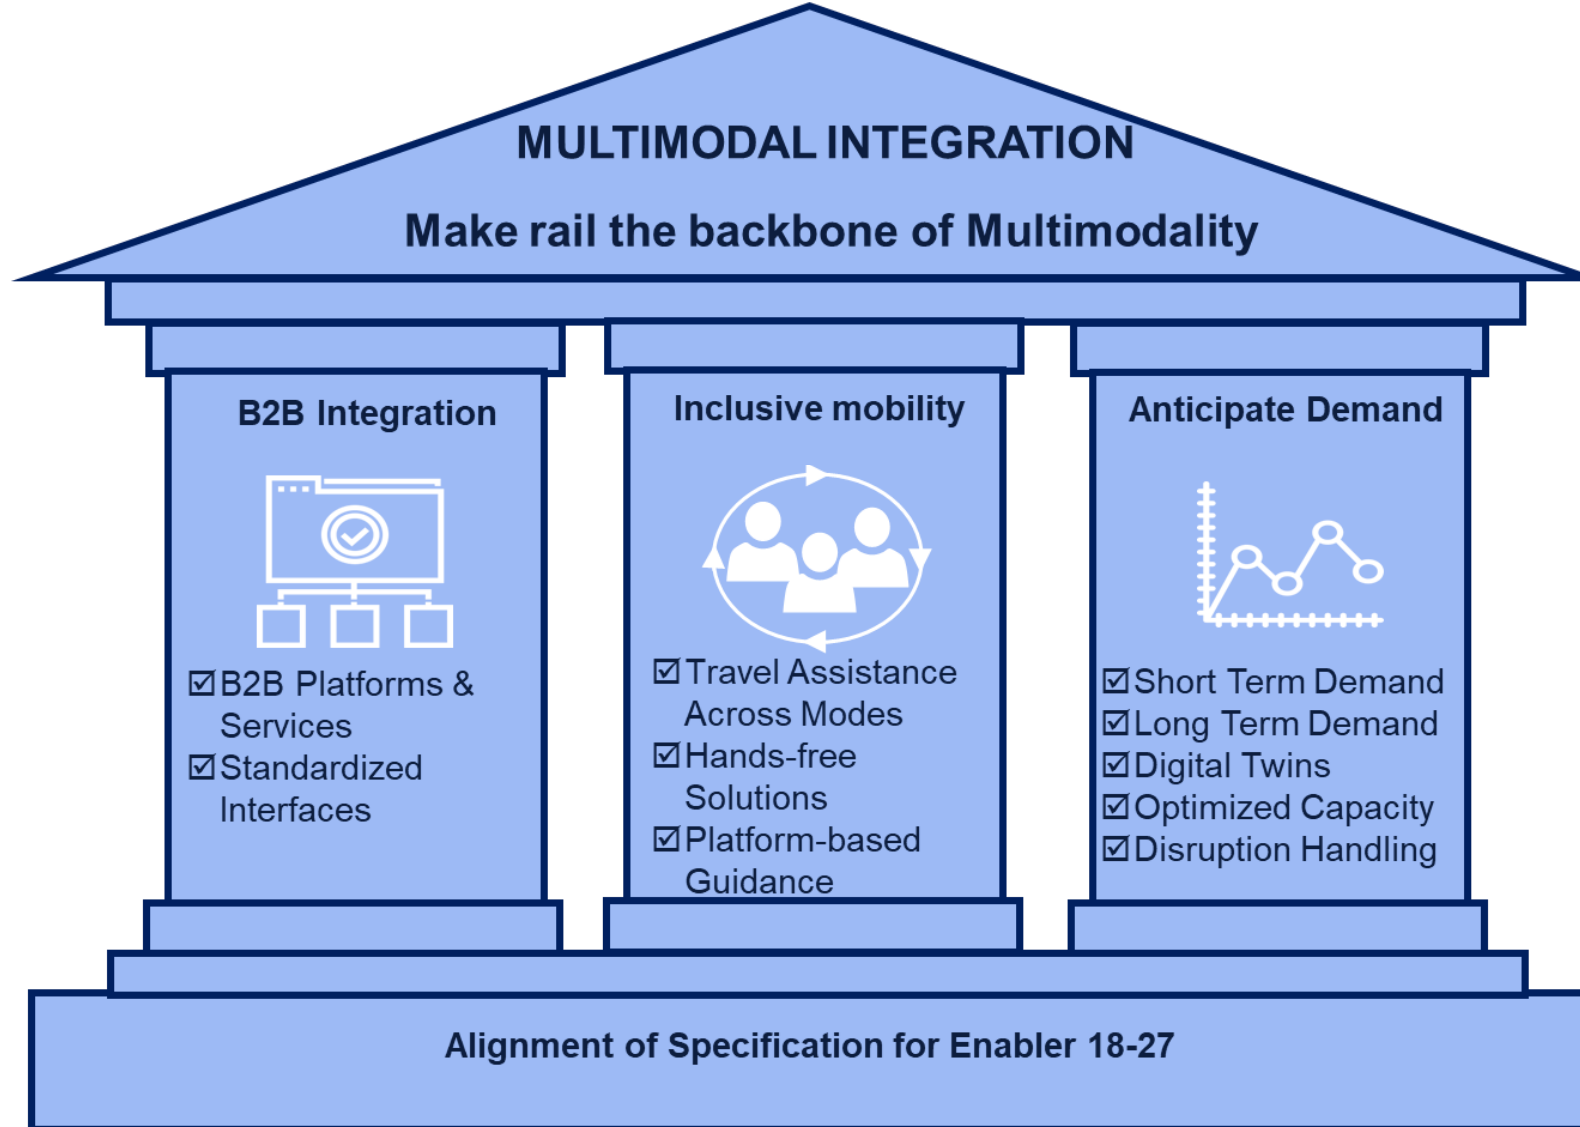 MULTIMODAL INTEGRATION
Make rail the backbone of Multimodality
B2B Integration
☑B2B Platforms &
Services
☑Standardized
Interfaces
Inclusive mobility
☑Travel Assistance
Across Modes
☑Hands-free
Solutions
☑Platform-based
Guidance
Anticipate Demand
☑Short Term Demand
☑Long Term Demand
☑Digital Twins
☑Optimized Capacity
☑Disruption Handling
Alignment of Specification for Enabler 18-27